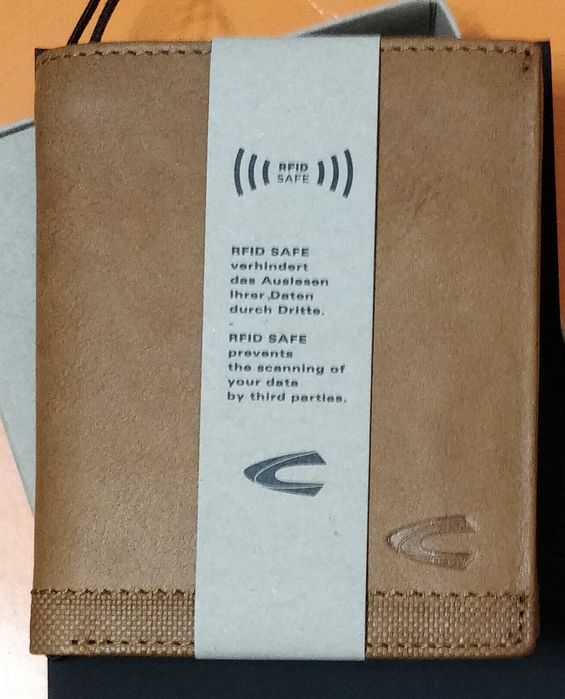 RFID
SAFE
RFID SAFE
verhindert
das Auslesen
Ihrer Daten
durch Dritte.
-
RFID SAFE
prevents
the scanning of
your data
by third parties.